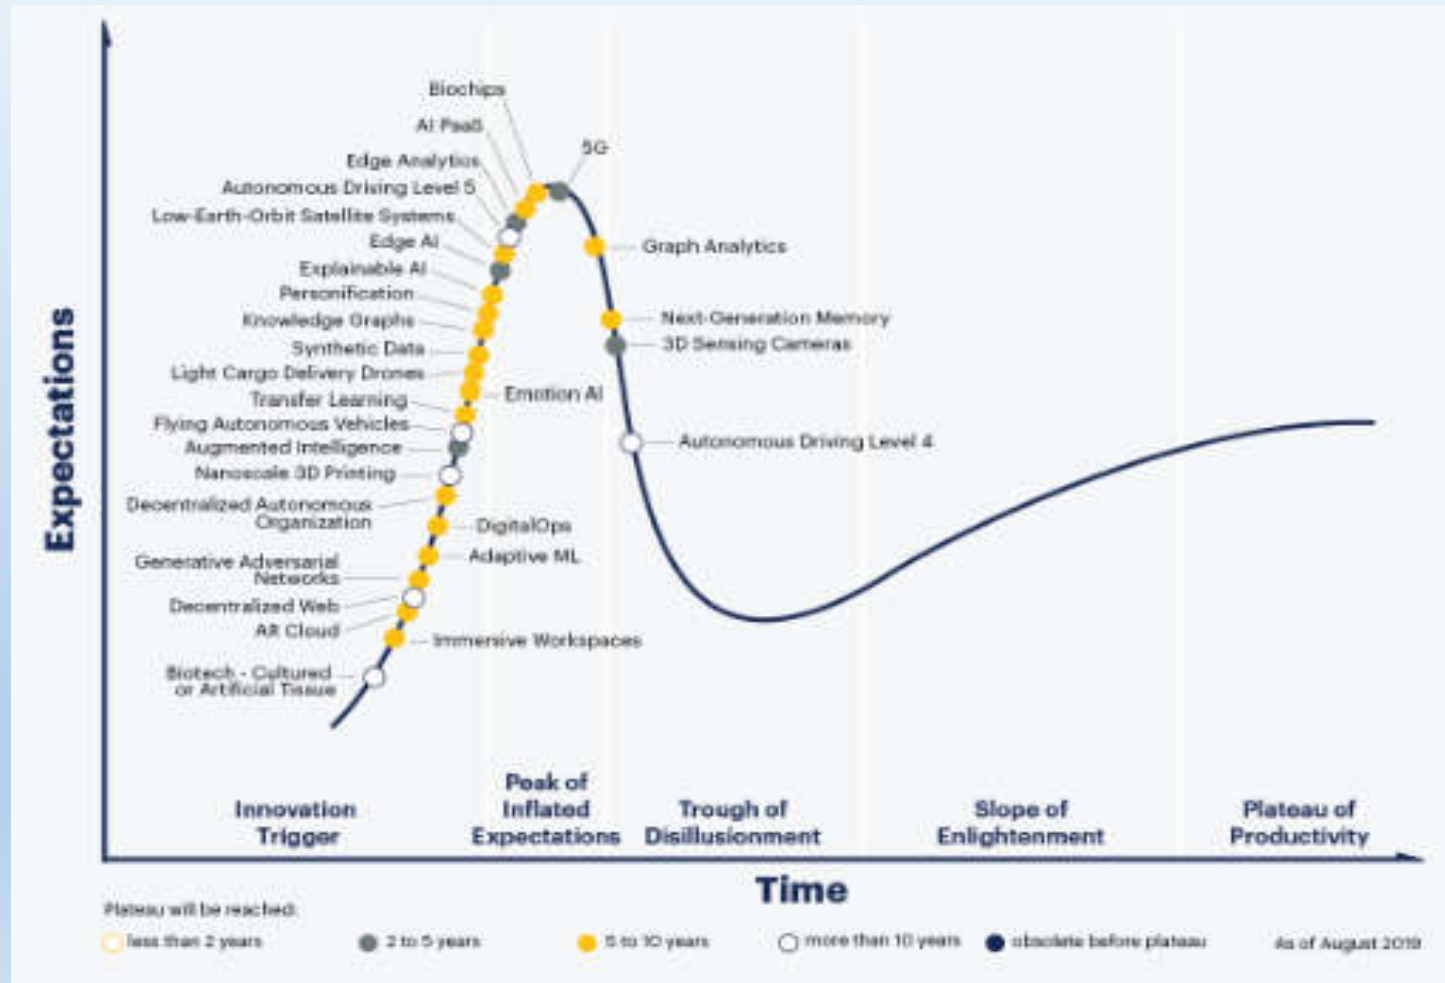 Biochips
AI PaaS
5G
Edge Analytics
Autonomous Driving Level 5
Low-Earth-Orbit Satellite Systems
Edge AI
Graph Analytics
Explainable AI
Personification
Knowledge Graphs
Next-Generation Memory
3D Sensing Cameras
Synthetic Data
Light Cargo Delivery Drones
Emotion AI
Transfer Learning
Flying Autonomous Vehicles
Augmented Intelligence
Autonomous Driving Level 4
Nanoscale 3D Printing
Decentralized Autonomous
Organization
DigitalOps
Adaptive ML
Generative Adversarial
Networks
Decentralized Web
AR Cloud
Immersive Workspaces
Biotech - Cultured
or Artificial Tissue
Expectations
Innovation
Trigger
Peak of
Inflated
Expectations
Trough of
Disillusionment
Slope of
Enlightenment
Plateau of
Productivity
Time
Plateau will be reached:
less than 2 years
2 to 5 years
5 to 10 years
more than 10 years
obsolete before plateau
As of August 2019